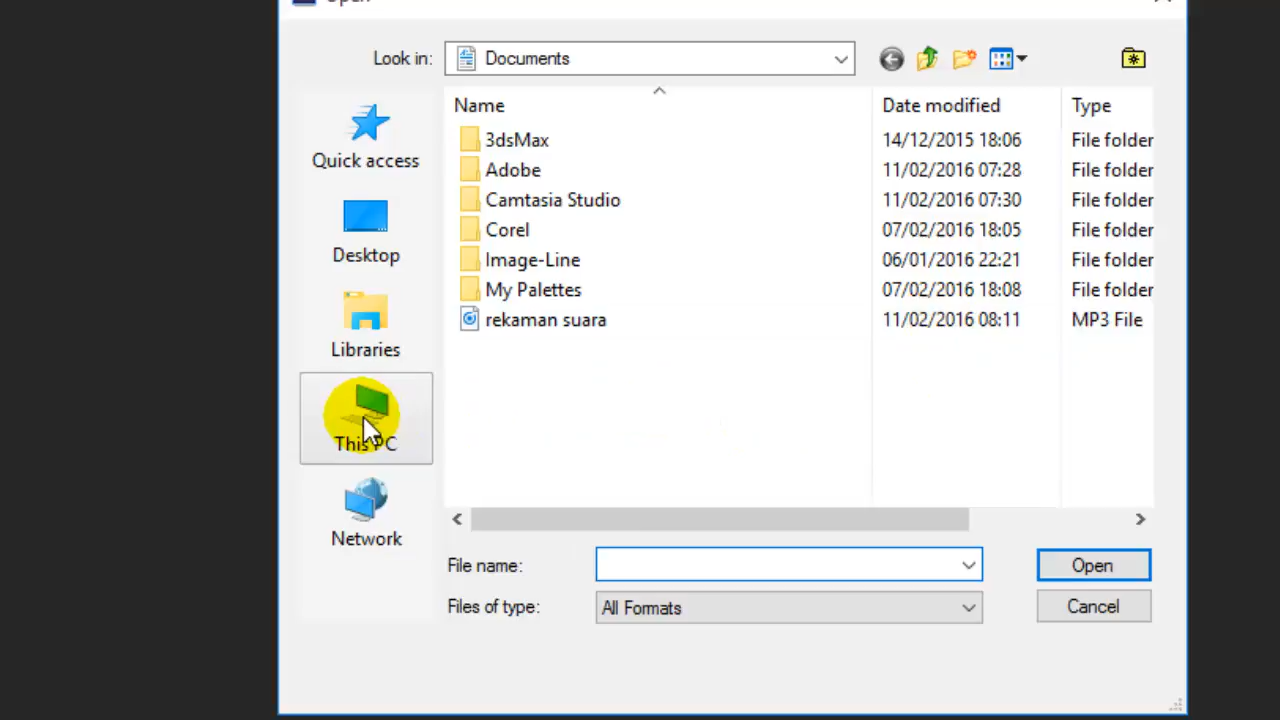 Open
Look in: Documents
Name Date modified Type
Quick access
Desktop
Libraries
This PC
Network
3dsMax 14/12/2015 18:06 File folder
Adobe 11/02/2016 07:28 File folder
Camtasia Studio 11/02/2016 07:30 File folder
Corel 07/02/2016 18:05 File folder
Image-Line 06/01/2016 22:21 File folder
My Palettes 07/02/2016 18:08 File folder
rekaman suara 11/02/2016 08:11 MP3 File
File name: Open
Files of type: All Formats Cancel